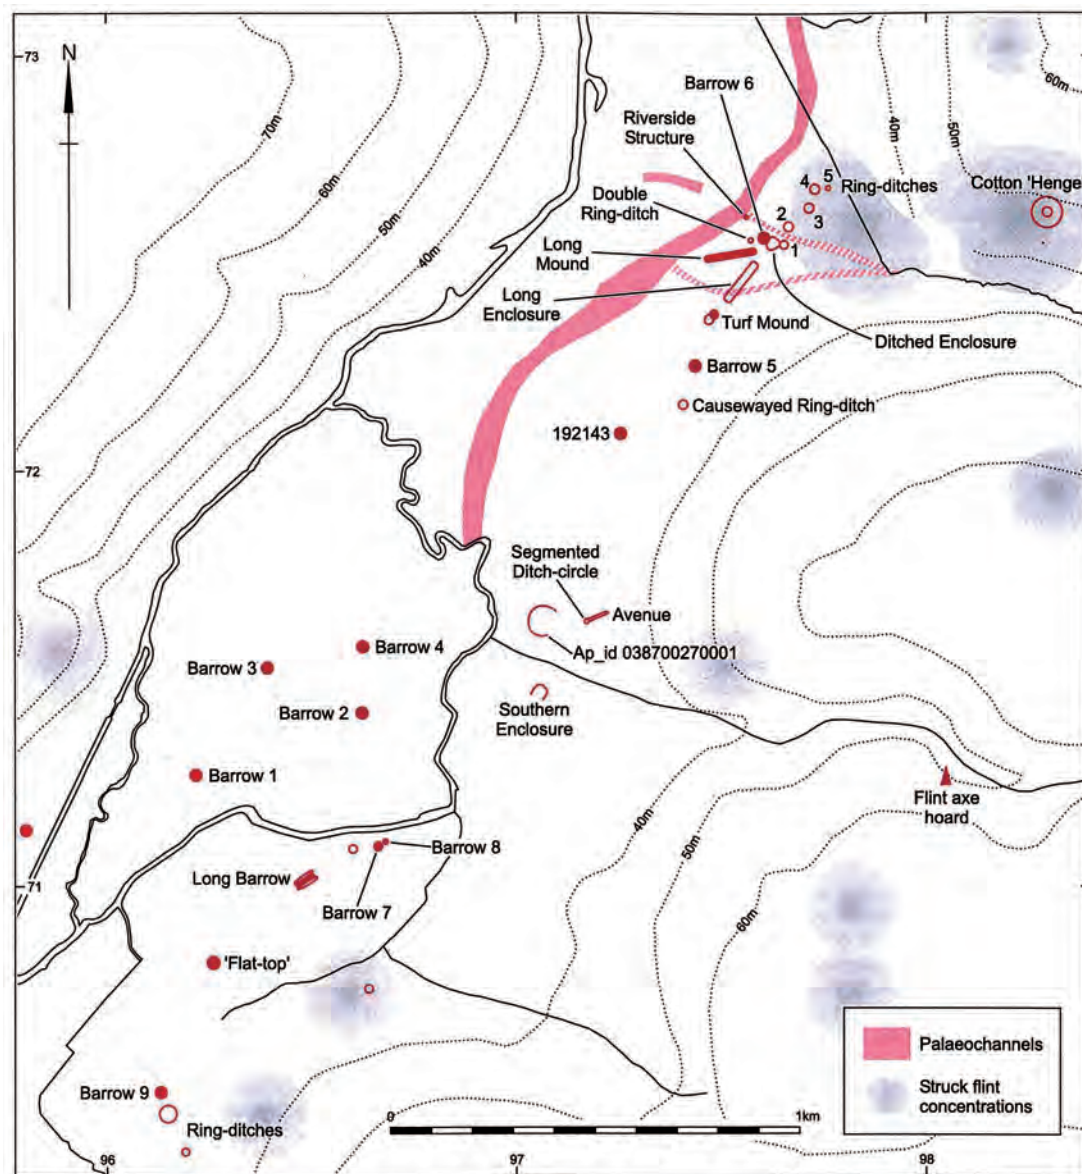 73
N
70m
60m
50m
40m
Barrow 6
Riverside
Structure
Double
Ring-ditch
Long
Mound
Long
Enclosure
4
5
Ring-ditches
2
3
1
40m
50m
60m
Cotton 'Henge'
Turf Mound
Ditched Enclosure
Barrow 5
Causewayed Ring-ditch
192143
72
Segmented
Ditch-circle
Avenue
Ap_id 038700270001
Southern
Enclosure
Barrow 4
Barrow 3
Barrow 2
Barrow 1
Flint axe
hoard
40m
50m
60m
Barrow 8
Long Barrow
71
Barrow 7
'Flat-top'
Barrow 9
Ring-ditches
0
1km
Palaeochannels
Struck flint
concentrations
96
97
98